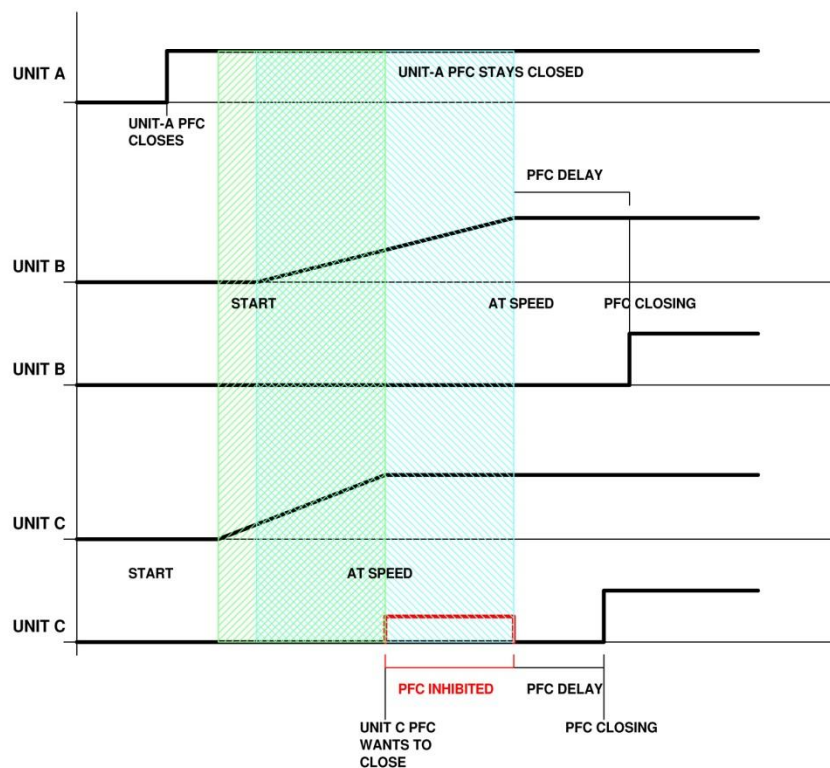 UNIT A
UNIT-A PFC STAYS CLOSED
UNIT-A PFC
CLOSES
PFC DELAY
UNIT B
START
AT SPEED
PFC CLOSING
UNIT B
UNIT C
START
AT SPEED
UNIT C
PFC INHIBITED
PFC DELAY
UNIT C PFC
WANTS TO
CLOSE
PFC CLOSING